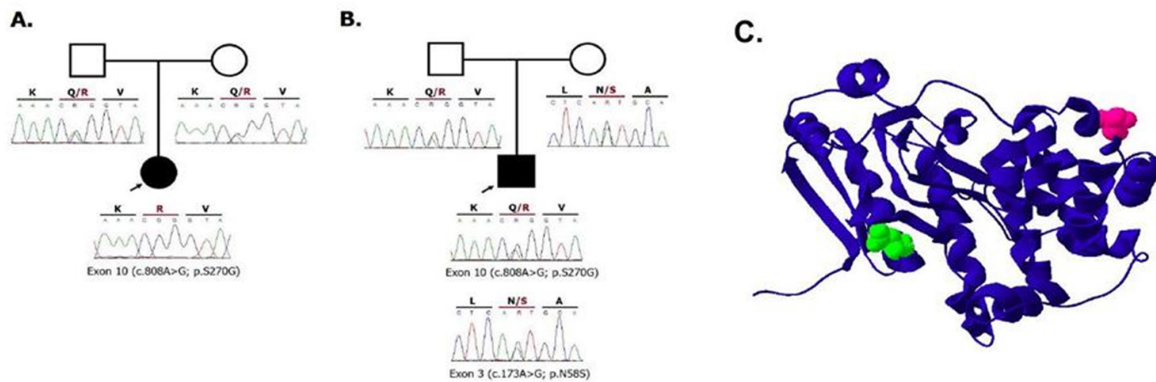 A.
K Q/R V
A A A C R G G T A
K Q/R V
A A A C R G G T A
K R V
A A A C G G G T A
Exon 10 (c.808A>G; p.S270G)
B.
K Q/R V
A A A C R G G T A
L N/S A
C T C A R T G C A
K Q/R V
A A A C R G G T A
Exon 10 (c.808A>G; p.S270G)
L N/S A
C T C A R T G C A
Exon 3 (c.173A>G; p.N58S)
C.